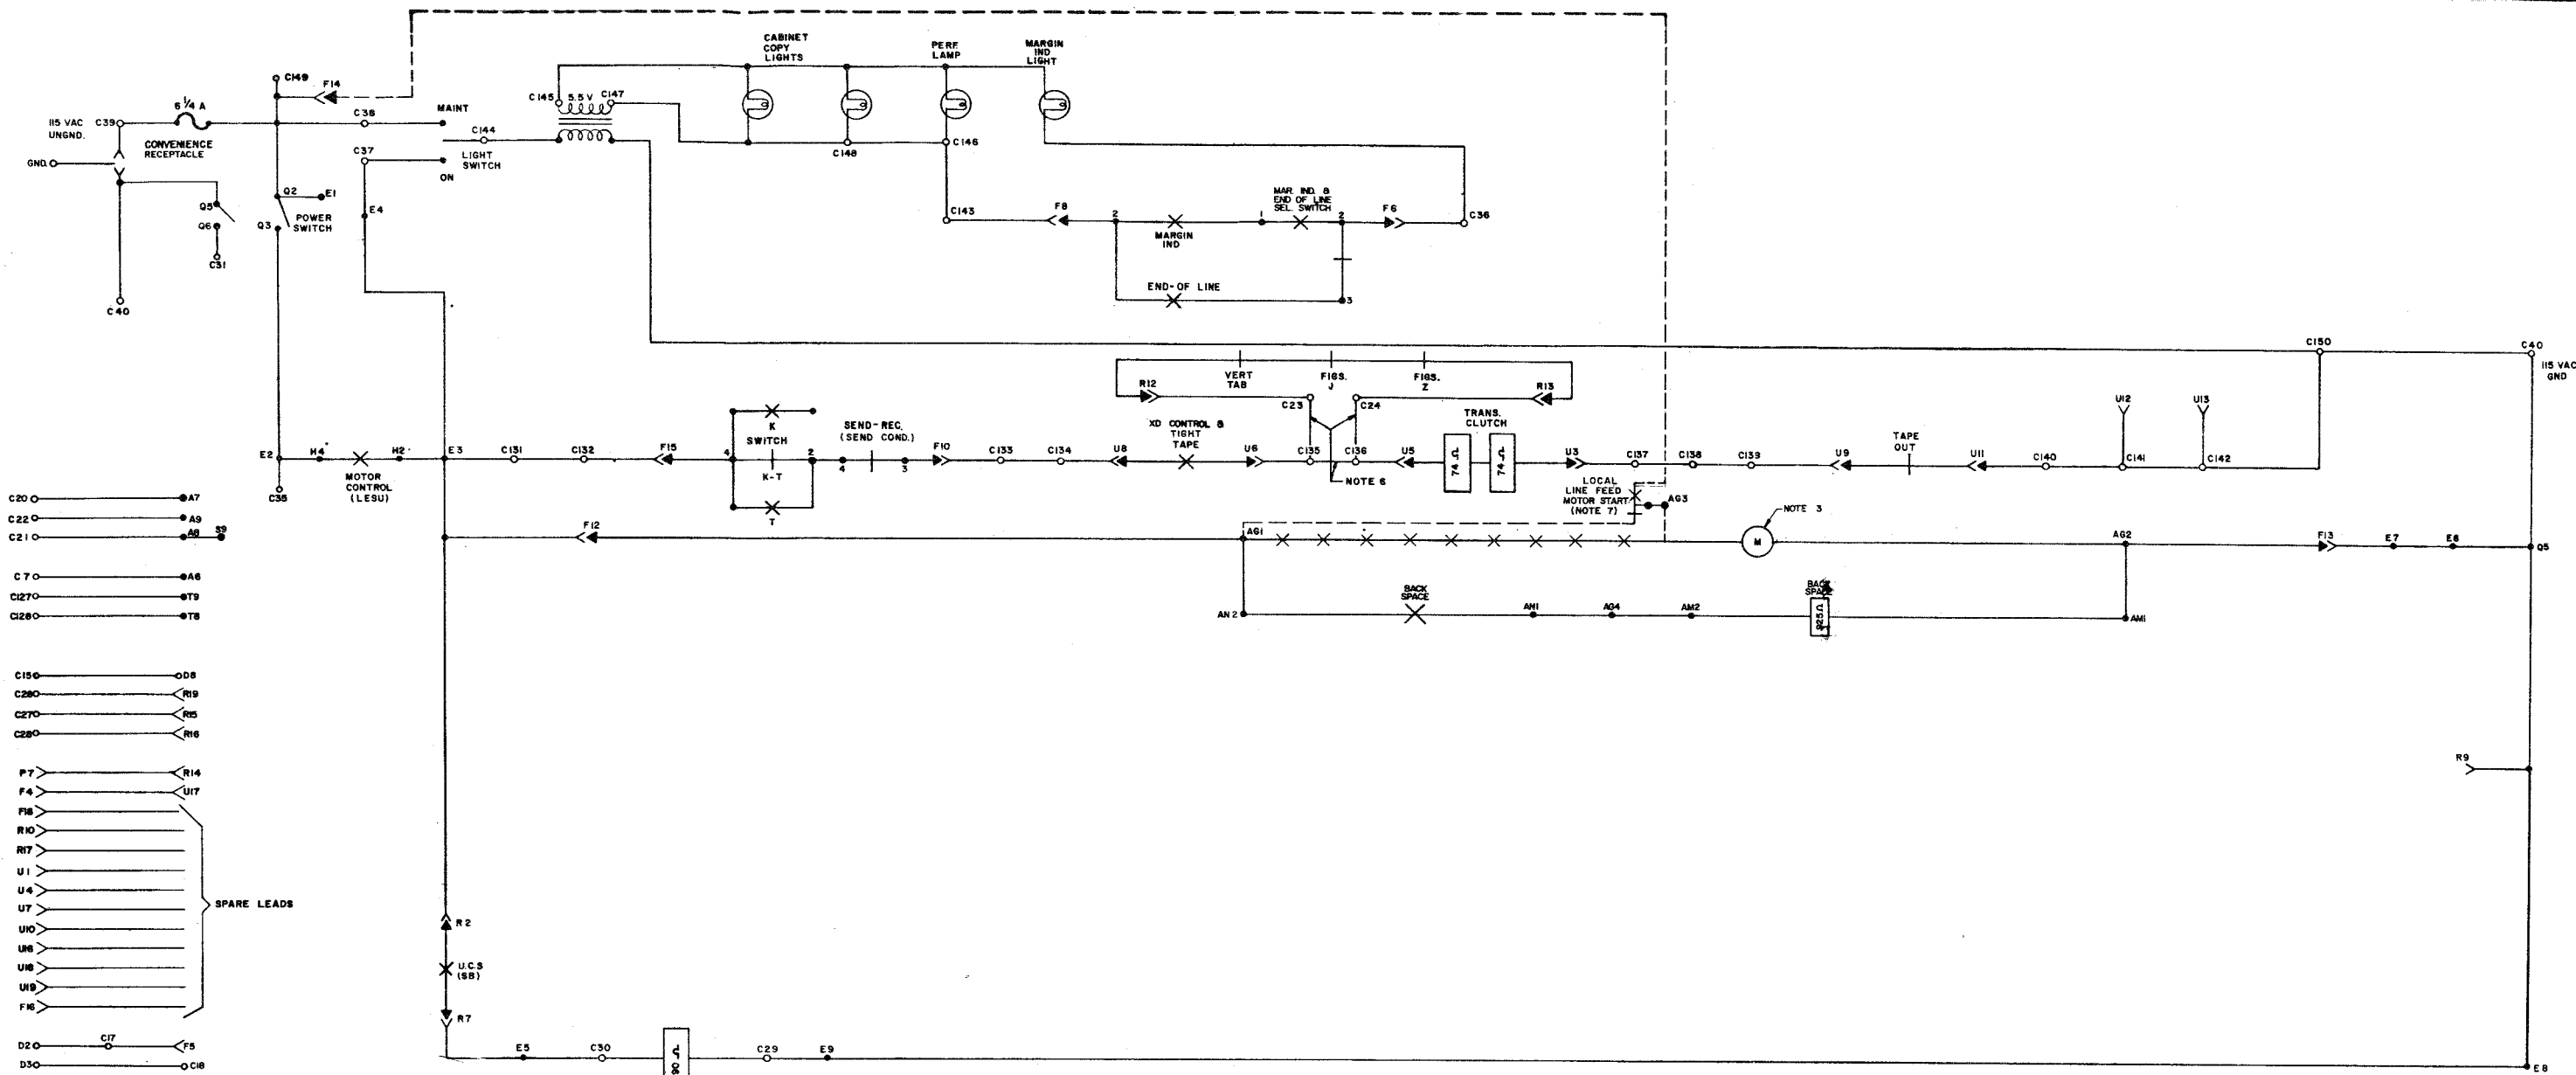 CABINET
COPY
LIGHTS
PERF.
LAMP
MARGIN
IND
LIGHT
C149
F14
6 1/4 A
C145
5.5 V
C147
MAINT
115 VAC
UNGND.
C39
C38
C144
CONVENIENCE
RECEPTACLE
C37
LIGHT
SWITCH
C148
C146
GND.
ON
Q2
E1
MAR. IND. &
END OF LINE
SEL. SWITCH
Q5
E4
POWER
SWITCH
C143
F8
2
1
2
F6
C36
Q6
Q3
MARGIN
IND
C31
END-OF LINE
3
C40
C150
C40
115 VAC
GND
VERT
TAB
FIGS.
J
FIGS.
Z
R12
R13
C23
C24
U12
U13
K
SWITCH
SEND-REC.
(SEND COND.)
XD CONTROL &
TIGHT
TAPE
TRANS.
CLUTCH
TAPE
OUT
E2
H4
H2
E3
C131
C132
F15
4
2
4
3
F10
C133
C134
U8
U6
C135
C136
U5
74 Ω
74 Ω
U3
C137
C138
C139
U9
U11
C140
C141
C142
MOTOR
CONTROL
(LESU)
K-T
NOTE 6
C35
T
LOCAL
LINE FEED
MOTOR START
(NOTE 7)
AG3
NOTE 3
C20
A7
C22
A9
C21
A8
S9
F12
AG1
M
AG2
F13
E7
E6
Q5
C7
A6
C127
T9
C128
T8
BACK
SPACE
BACK
SPACE
AN2
AN1
AG4
AM2
925Ω
AM1
C15
D8
R19
C27
R15
R16
R9
P7
R14
F4
U17
F18
R10
R17
U1
U4
U7
SPARE LEADS
U10
U16
U18
U19
F16
R2
U.C.S
(SB)
R7
D2
C17
F5
D3
C18
E5
C30
C29
E9
E8